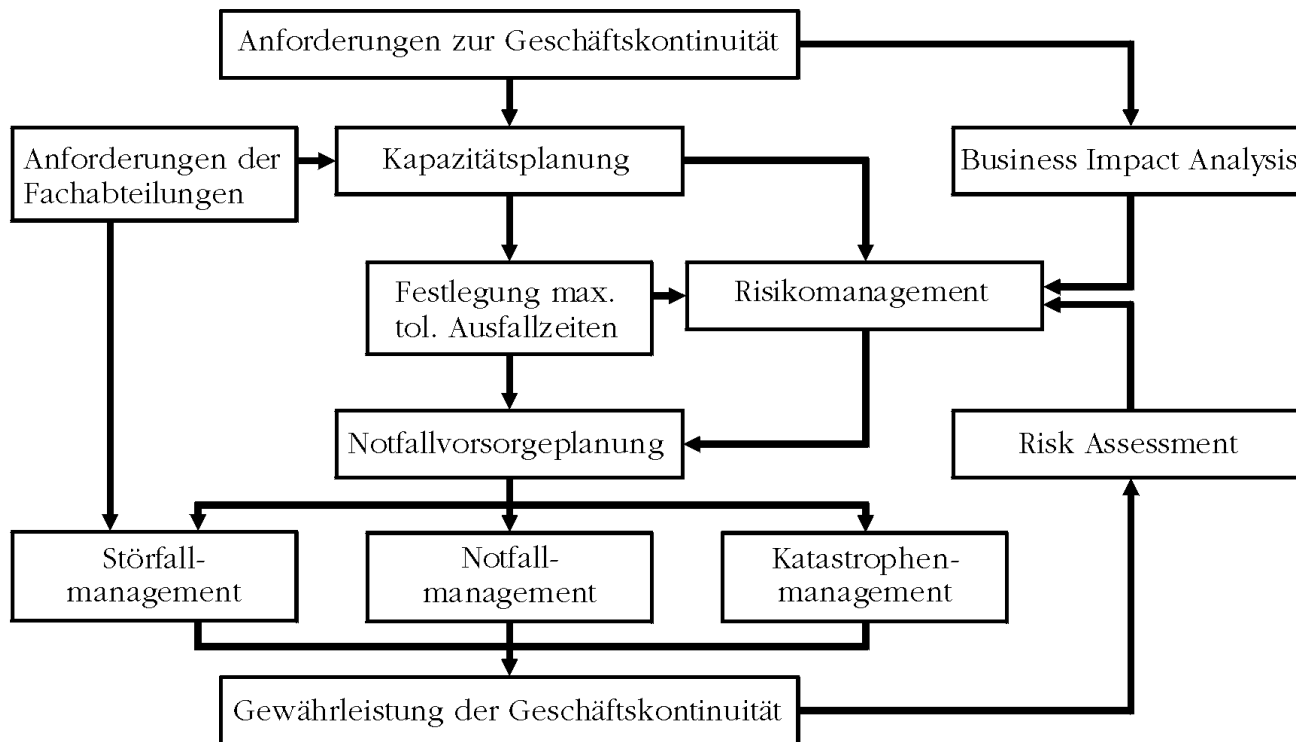 Anforderungen zur Geschäftskontinuität
Anforderungen der
Fachabteilungen
Kapazitätsplanung
Business Impact Analysis
Festlegung max.
tol. Ausfallzeiten
Risikomanagement
Notfallvorsorgeplanung
Risk Assessment
Störfall-
management
Notfall-
management
Katastrophen-
management
Gewährleistung der Geschäftskontinuität